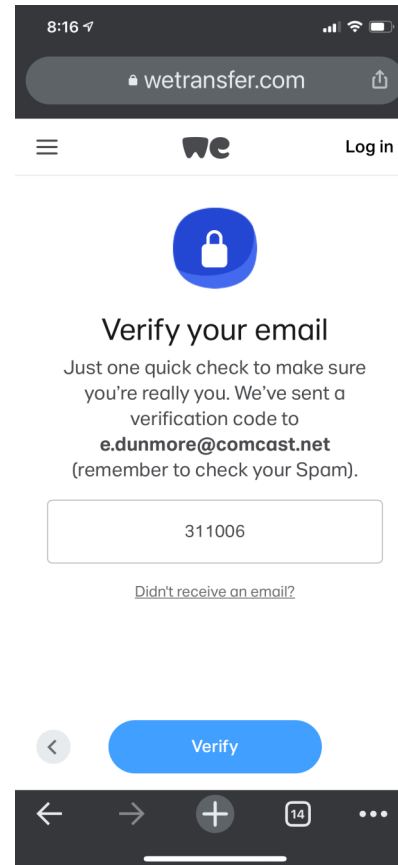 8:16
wetransfer.com
we
Log in
Verify your email
Just one quick check to make sure
you're really you. We've sent a
verification code to
e.dunmore@comcast.net
(remember to check your Spam).
311006
Didn't receive an email?
Verify
14